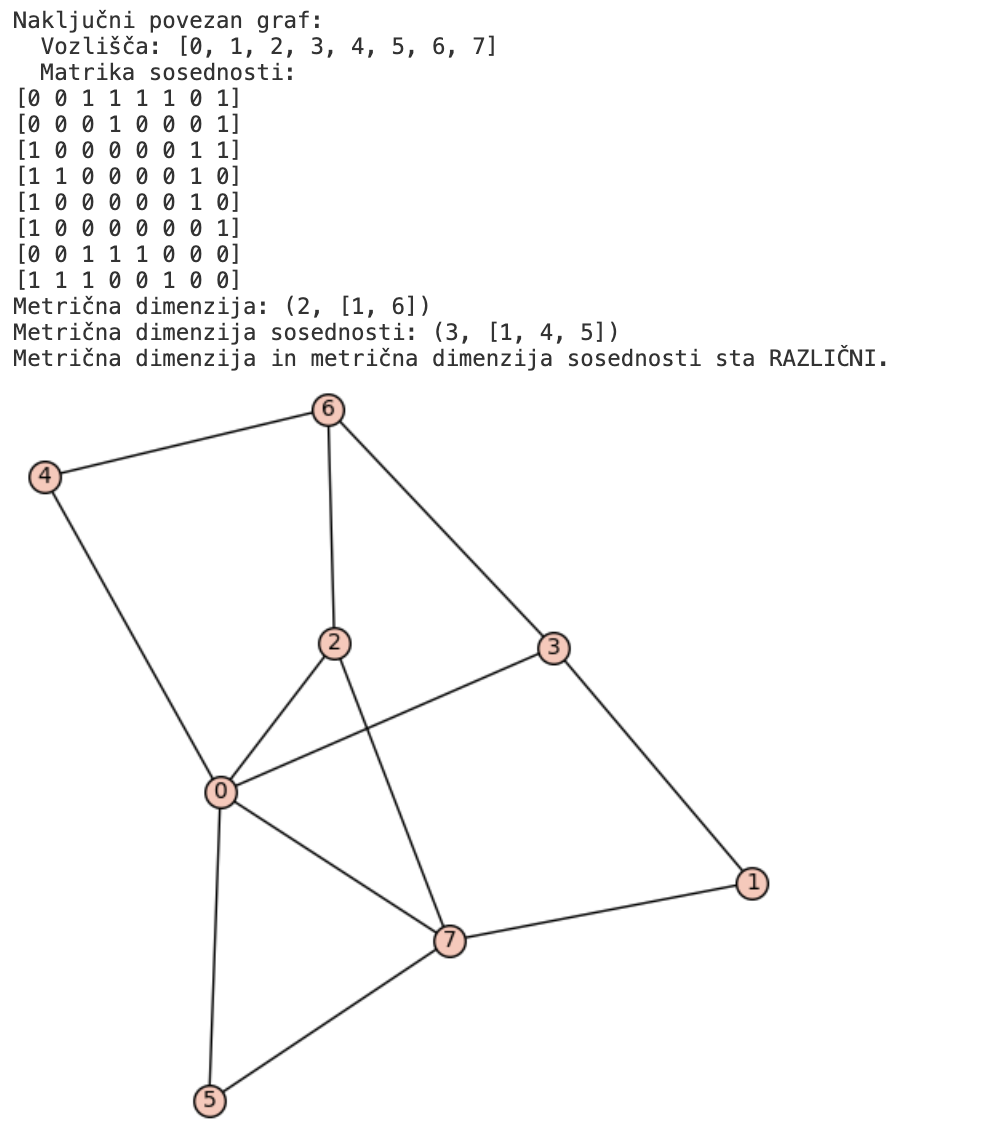 Naključni povezan graf:
  Vozlišča: [0, 1, 2, 3, 4, 5, 6, 7]
  Matrika sosednosti:
[0 0 1 1 1 1 0 1]
[0 0 0 1 0 0 0 1]
[1 0 0 0 0 0 1 1]
[1 1 0 0 0 0 1 0]
[1 0 0 0 0 0 1 0]
[1 0 0 0 0 0 0 1]
[0 0 1 1 1 0 0 0]
[1 1 1 0 0 1 0 0]
Metrična dimenzija: (2, [1, 6])
Metrična dimenzija sosednosti: (3, [1, 4, 5])
Metrična dimenzija in metrična dimenzija sosednosti sta RAZLIČNI.
6
4
2
3
0
1
7
5